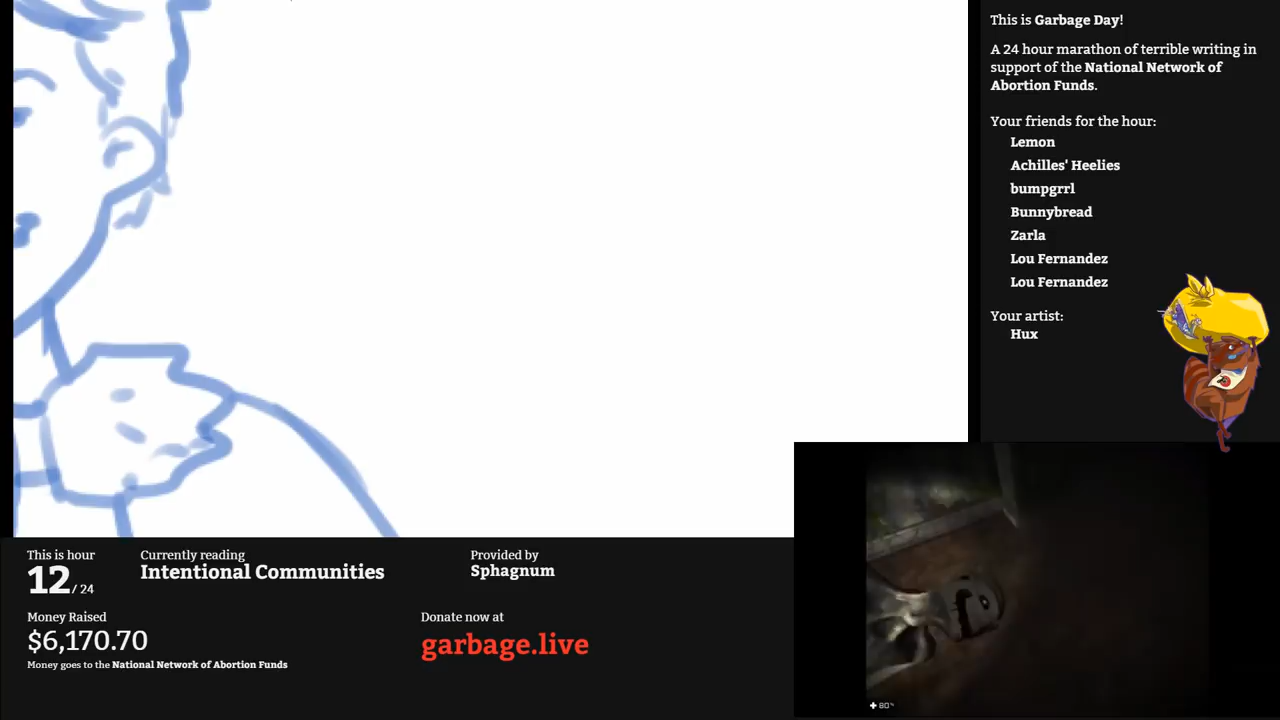 This is Garbage Day!
A 24 hour marathon of terrible writing in
support of the National Network of
Abortion Funds.
Your friends for the hour:
Lemon
Achilles' Heelies
bumpgrrl
Bunnybread
Zarla
Lou Fernandez
Lou Fernandez
Your artist:
Hux
This is hour
12 / 24
Currently reading
Intentional Communities
Provided by
Sphagnum
Money Raised
$6,170.70
Money goes to the National Network of Abortion Funds
Donate now at
garbage.live
80%